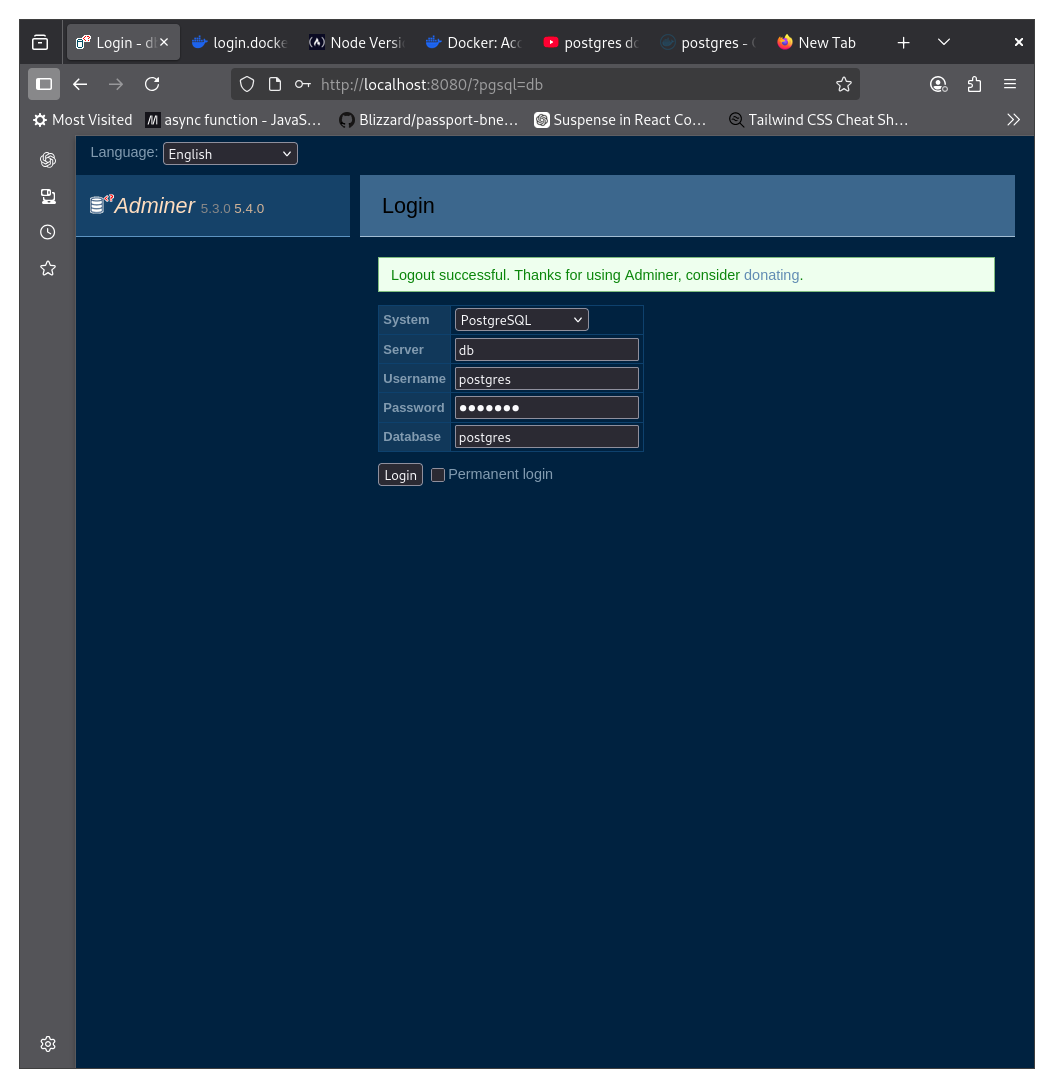 Login - d
login.docke
Node Versi
Docker: Acc
postgres do
postgres -
New Tab
http://localhost:8080/?pgsql=db
Most Visited
async function - JavaS...
Blizzard/passport-bne...
Suspense in React Co...
Tailwind CSS Cheat Sh...
Language: English
Adminer 5.3.0 5.4.0
Login
Logout successful. Thanks for using Adminer, consider donating.
System PostgreSQL
Server db
Username postgres
Password ●●●●●●●
Database postgres
Login Permanent login